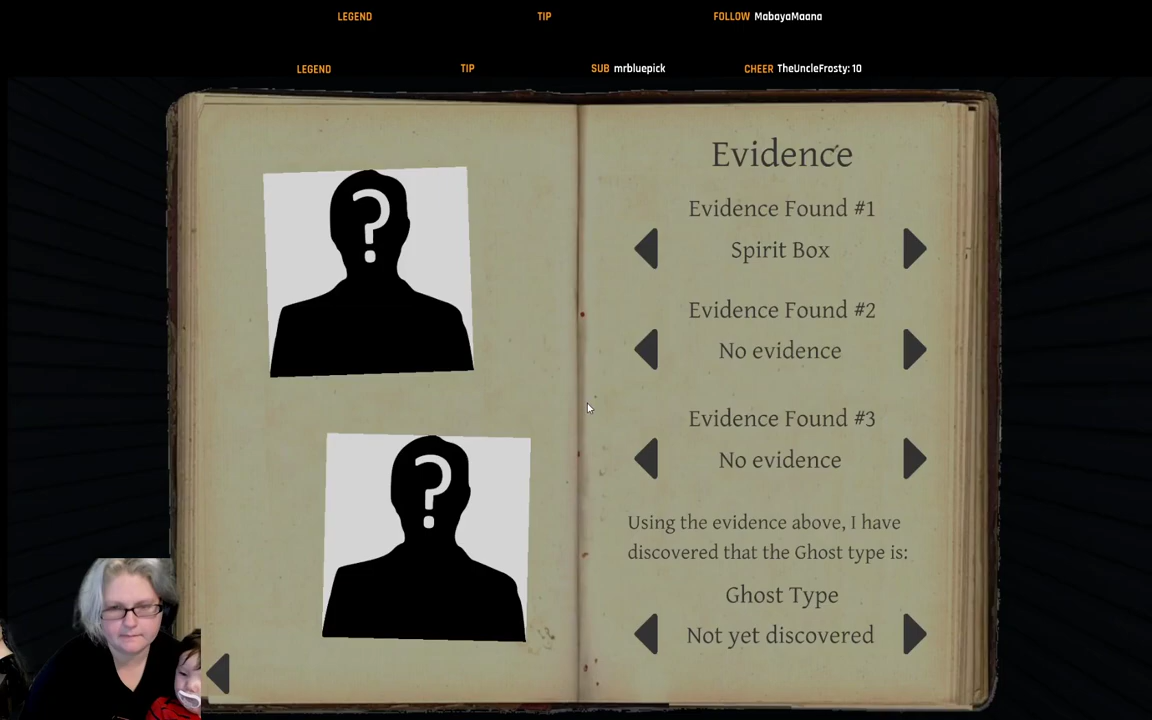 LEGEND TIP FOLLOW MabayaMaana
LEGEND TIP SUB mrbluepick CHEER TheUncleFrosty: 10
Evidence
Evidence Found #1
Spirit Box
Evidence Found #2
No evidence
Evidence Found #3
No evidence
Using the evidence above, I have
discovered that the Ghost type is:
Ghost Type
Not yet discovered
?
?